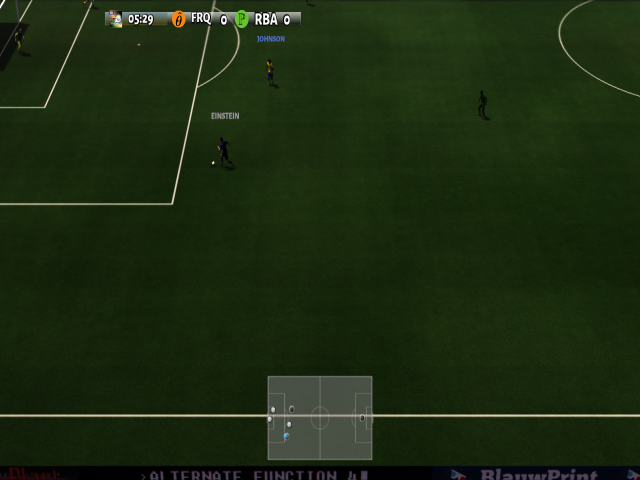 05:29 FRQ 0 RBA 0
JOHNSON
EINSTEIN
>ALTERNATE FUNCTION 4 BlauwPrint